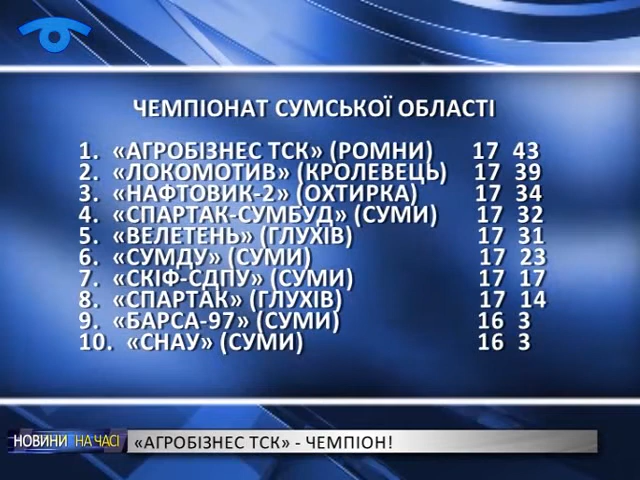 ЧЕМПІОНАТ СУМСЬКОЇ ОБЛАСТІ
1. «АГРОБІЗНЕС ТСК» (РОМНИ) 17 43
2. «ЛОКОМОТИВ» (КРОЛЕВЕЦЬ) 17 39
3. «НАФТОВИК-2» (ОХТИРКА) 17 34
4. «СПАРТАК-СУМБУД» (СУМИ) 17 32
5. «ВЕЛЕТЕНЬ» (ГЛУХІВ) 17 31
6. «СУМДУ» (СУМИ) 17 23
7. «СКІФ-СДПУ» (СУМИ) 17 17
8. «СПАРТАК» (ГЛУХІВ) 17 14
9. «БАРСА-97» (СУМИ) 16 3
10. «СНАУ» (СУМИ) 16 3
НОВИНИ НА ЧАСІ «АГРОБІЗНЕС ТСК» - ЧЕМПІОН!